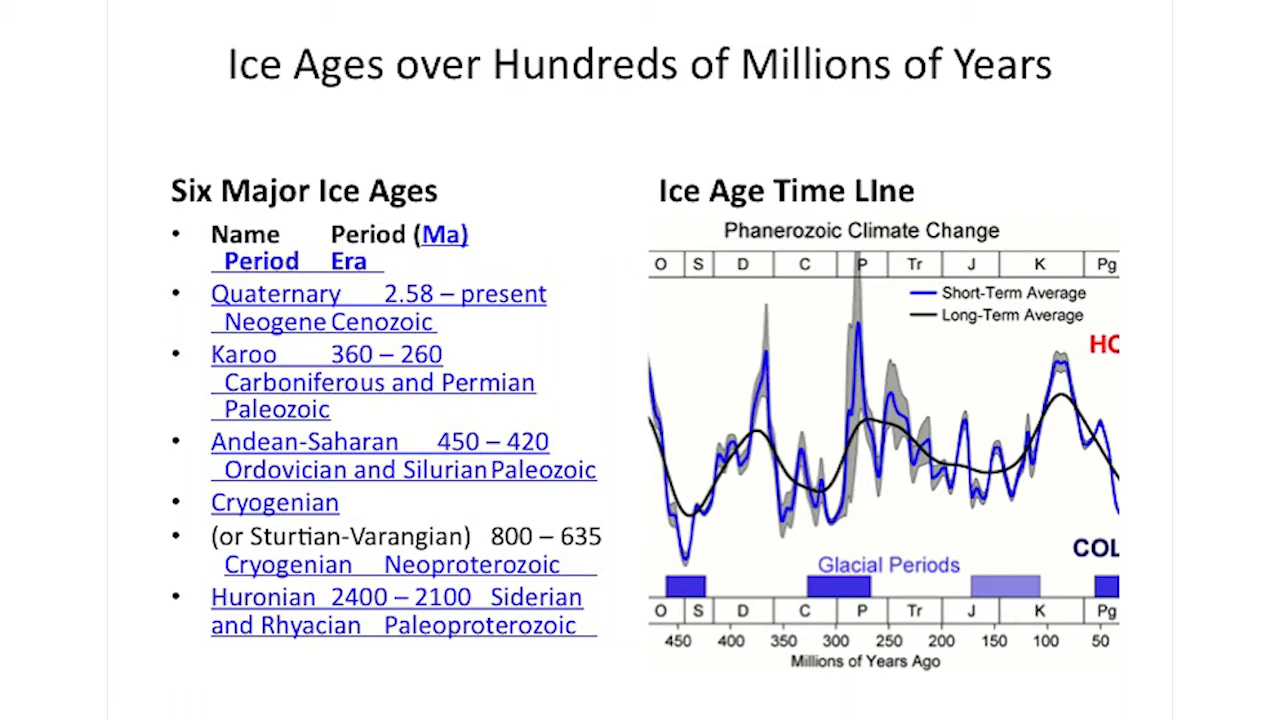 Ice Ages over Hundreds of Millions of Years
Six Major Ice Ages
• Name Period (Ma)
Period Era
• Quaternary 2.58 – present
Neogene Cenozoic
• Karoo 360 – 260
Carboniferous and Permian
Paleozoic
• Andean-Saharan 450 – 420
Ordovician and Silurian Paleozoic
• Cryogenian
• (or Sturtian-Varangian) 800 – 635
Cryogenian Neoproterozoic
• Huronian 2400 – 2100 Siderian
and Rhyacian Paleoproterozoic
Ice Age Time LIne
Phanerozoic Climate Change
O S D C P Tr J K Pg
Short-Term Average
Long-Term Average
HO
COL
Glacial Periods
O S D C P Tr J K Pg
450 400 350 300 250 200 150 100 50
Millions of Years Ago